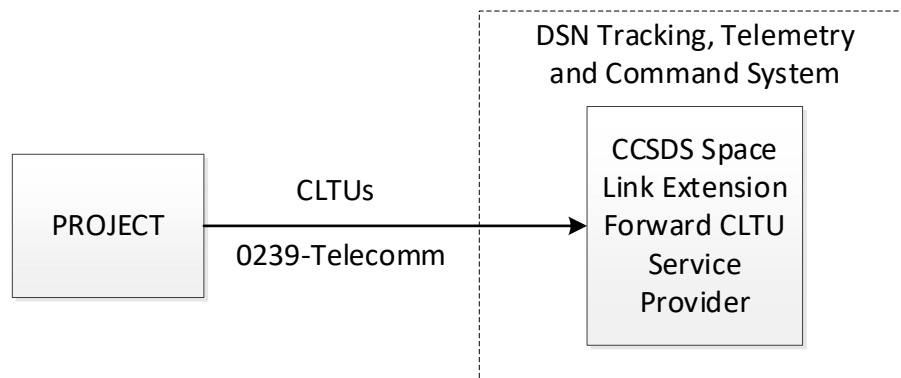 DSN Tracking, Telemetry
and Command System
PROJECT
CLTUs
0239-Telecomm
CCSDS Space
Link Extension
Forward CLTU
Service
Provider